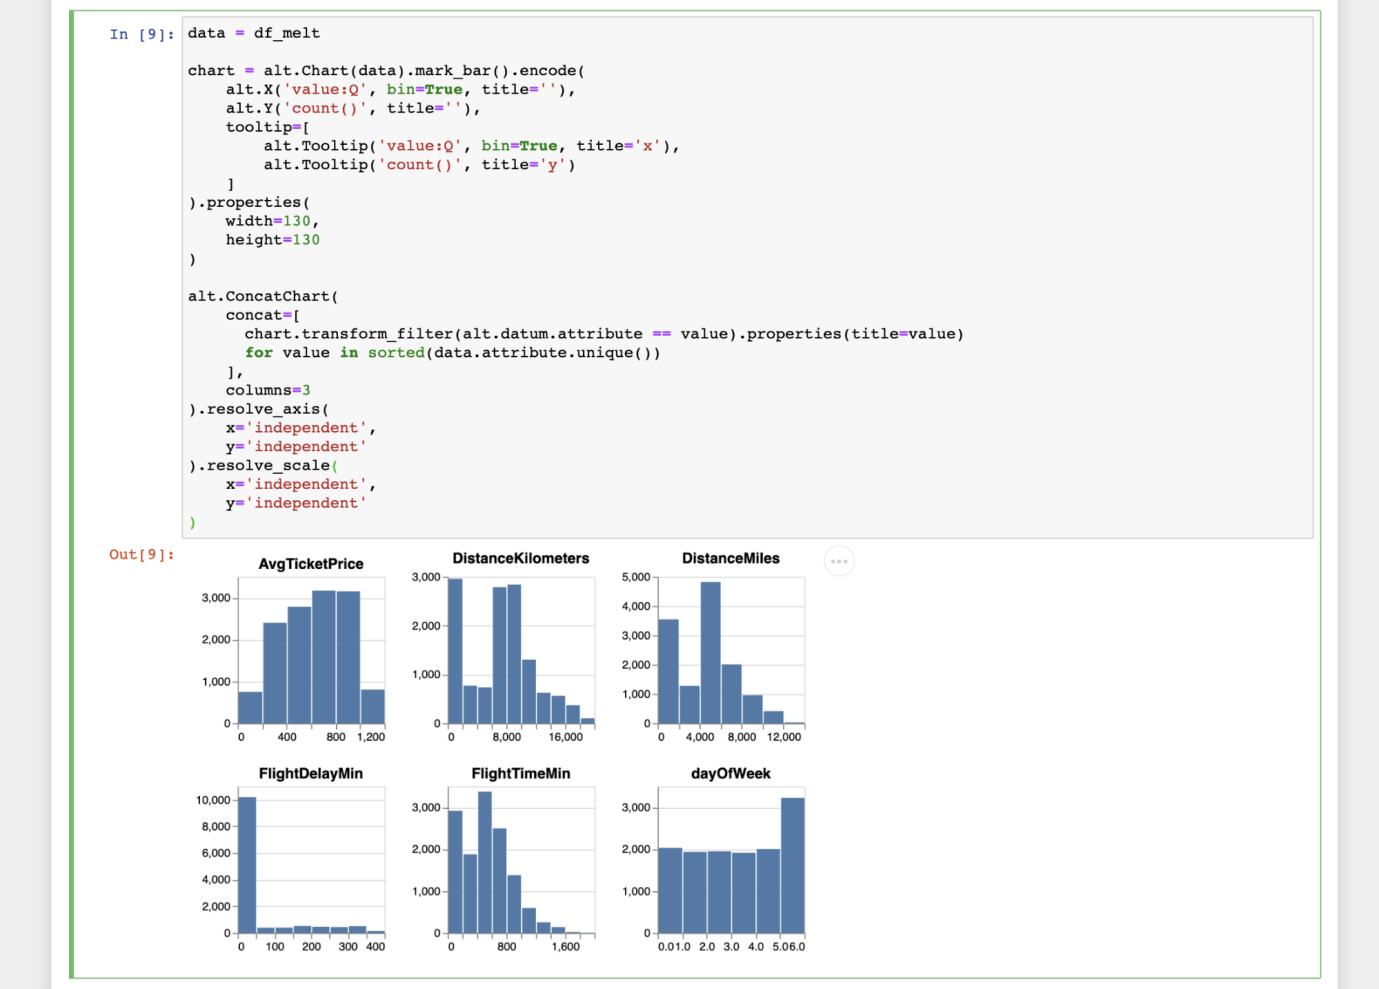 In [9]:
data = df_melt
chart = alt.Chart(data).mark_bar().encode(
    alt.X('value:Q', bin=True, title=''),
    alt.Y('count()', title=''),
    tooltip=[
        alt.Tooltip('value:Q', bin=True, title='x'),
        alt.Tooltip('count()', title='y')
    ]
).properties(
    width=130,
    height=130
)
alt.ConcatChart(
    concat=[
      chart.transform_filter(alt.datum.attribute == value).properties(title=value)
      for value in sorted(data.attribute.unique())
    ],
    columns=3
).resolve_axis(
    x='independent',
    y='independent'
).resolve_scale(
    x='independent',
    y='independent'
)
Out[9]:
AvgTicketPrice
3,000
2,000
1,000
0
0 400 800 1,200
DistanceKilometers
3,000
2,000
1,000
0
0 8,000 16,000
DistanceMiles
5,000
4,000
3,000
2,000
1,000
0
0 4,000 8,000 12,000
FlightDelayMin
10,000
8,000
6,000
4,000
2,000
0
0 100 200 300 400
FlightTimeMin
3,000
2,000
1,000
0
0 800 1,600
dayOfWeek
3,000
2,000
1,000
0
0.0 1.0 2.0 3.0 4.0 5.0 6.0